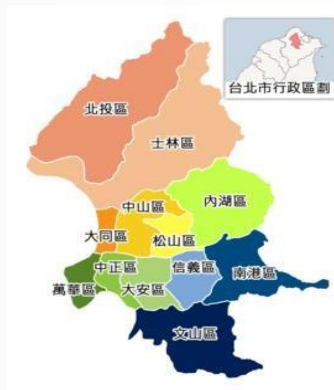 台北市行政區劃
北投區
士林區
內湖區
中山區
大同區
松山區
中正區
信義區
南港區
萬華區
大安區
文山區